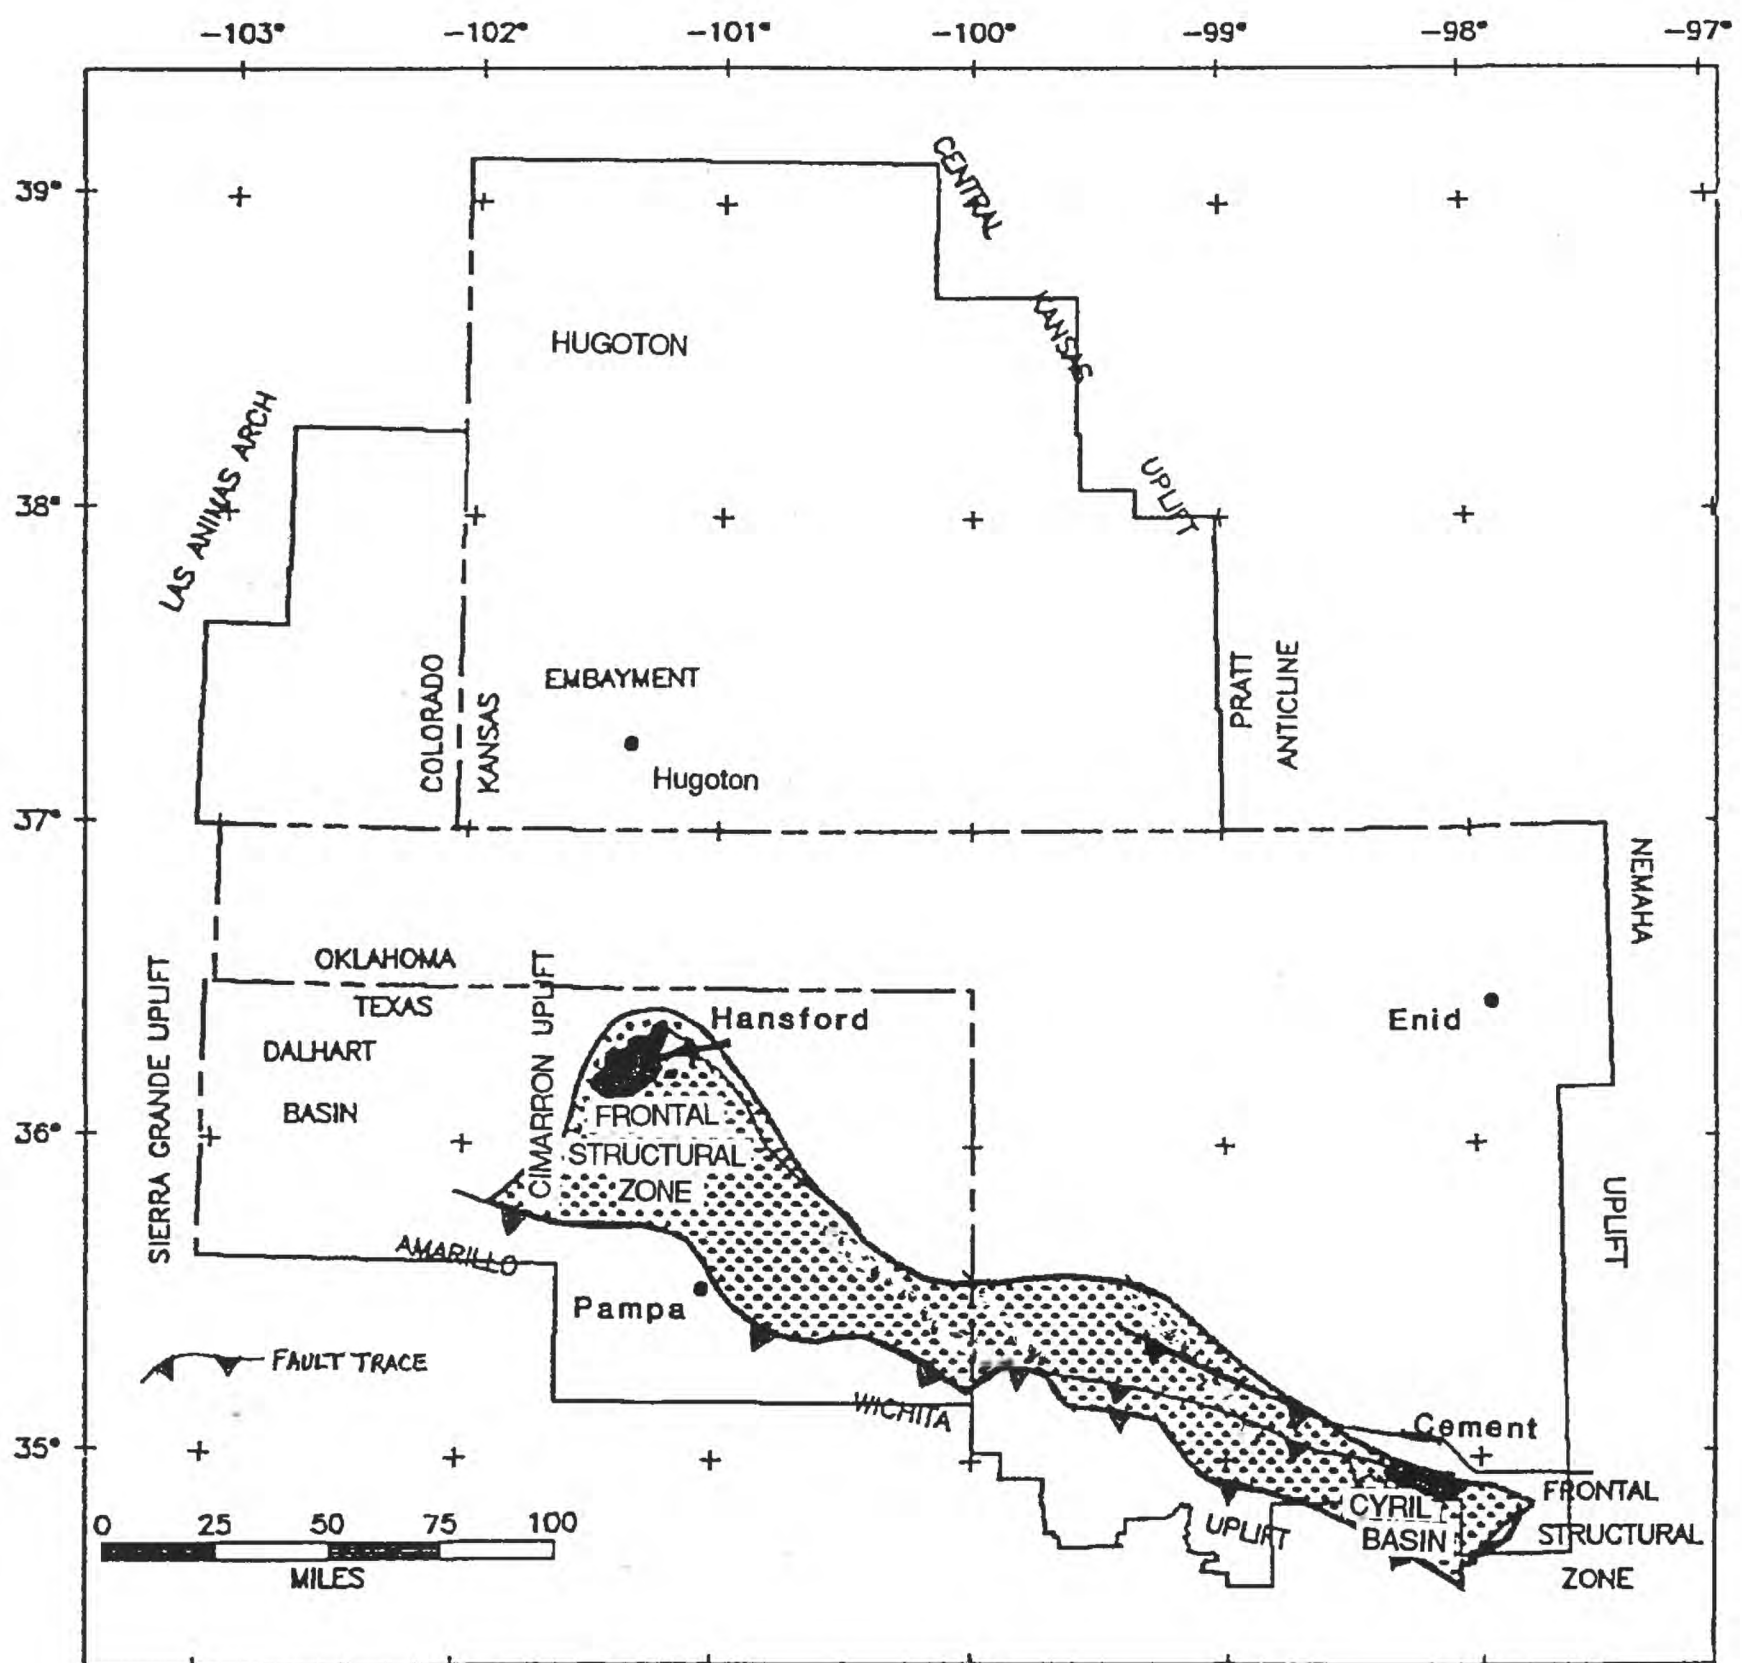 -103° -102° -101° -100° -99° -98° -97°
39°
CENTRAL
KANSAS
UPLIFT
HUGOTON
LAS ANIMAS ARCH
38°
EMBAYMENT
COLORADO
KANSAS
Hugoton
PRATT
ANTICLINE
37°
NEMAHA
UPLIFT
OKLAHOMA
TEXAS
SIERRA GRANDE UPLIFT
DALHART
BASIN
CIMARRON UPLIFT
Hansford
Enid
36°
FRONTAL
STRUCTURAL
ZONE
AMARILLO
Pampa
FAULT TRACE
WICHITA
UPLIFT
Cement
35°
CYRIL
BASIN
FRONTAL
STRUCTURAL
ZONE
0 25 50 75 100
MILES